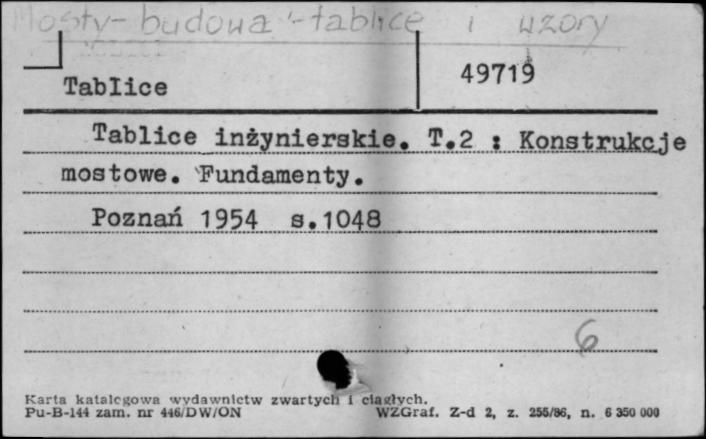 Mosty - budowa - tablice i wzory
Tablice
49719
Tablice inżynierskie. T.2 : Konstrukcje
mostowe. Fundamenty.
Poznań 1954 s.1048
6
Karta katalogowa wydawnictw zwartych i ciągłych.
Pu-B-144 zam. nr 446/DW/ON
WZGraf. Z-d 2, z. 255/86, n. 6 350 000